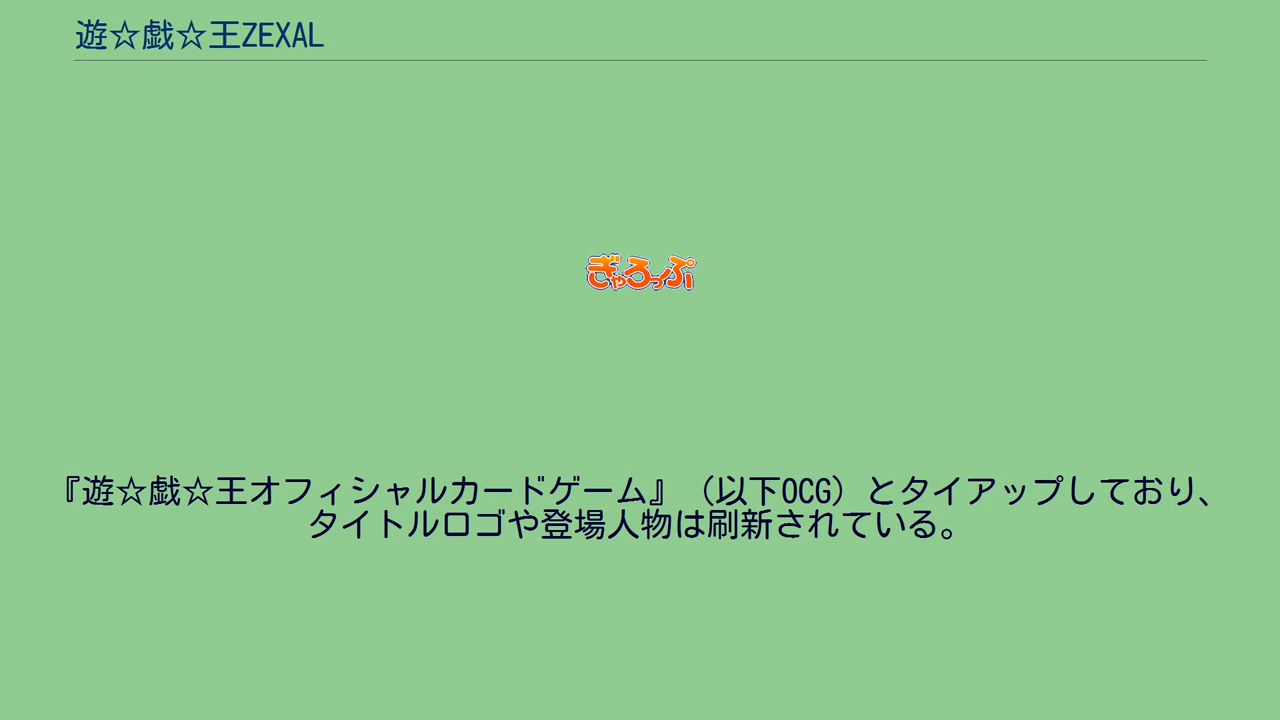 遊☆戯☆王ZEXAL
ぎゃろっぷ
『遊☆戯☆王オフィシャルカードゲーム』（以下OCG）とタイアップしており、
タイトルロゴや登場人物は刷新されている。